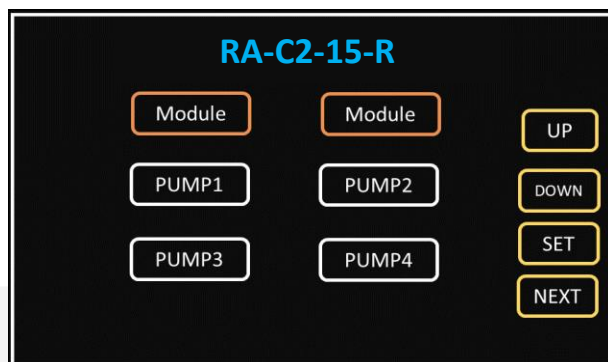 RA-C2-15-R
Module
Module
UP
PUMP1
PUMP2
DOWN
PUMP3
PUMP4
SET
NEXT